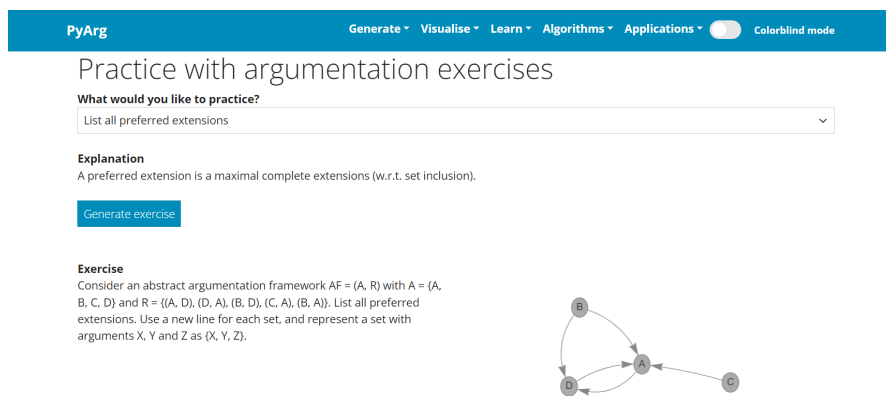 PyArg
Generate Visualise Learn Algorithms Applications Colorblind mode
Practice with argumentation exercises
What would you like to practice?
List all preferred extensions
Explanation
A preferred extension is a maximal complete extensions (w.r.t. set inclusion).
Generate exercise
Exercise
Consider an abstract argumentation framework AF = (A, R) with A = {A,
B, C, D} and R = {(A, D), (D, A), (B, D), (C, A), (B, A)}. List all preferred
extensions. Use a new line for each set, and represent a set with
arguments X, Y and Z as {X, Y, Z}.
B
A
C
D